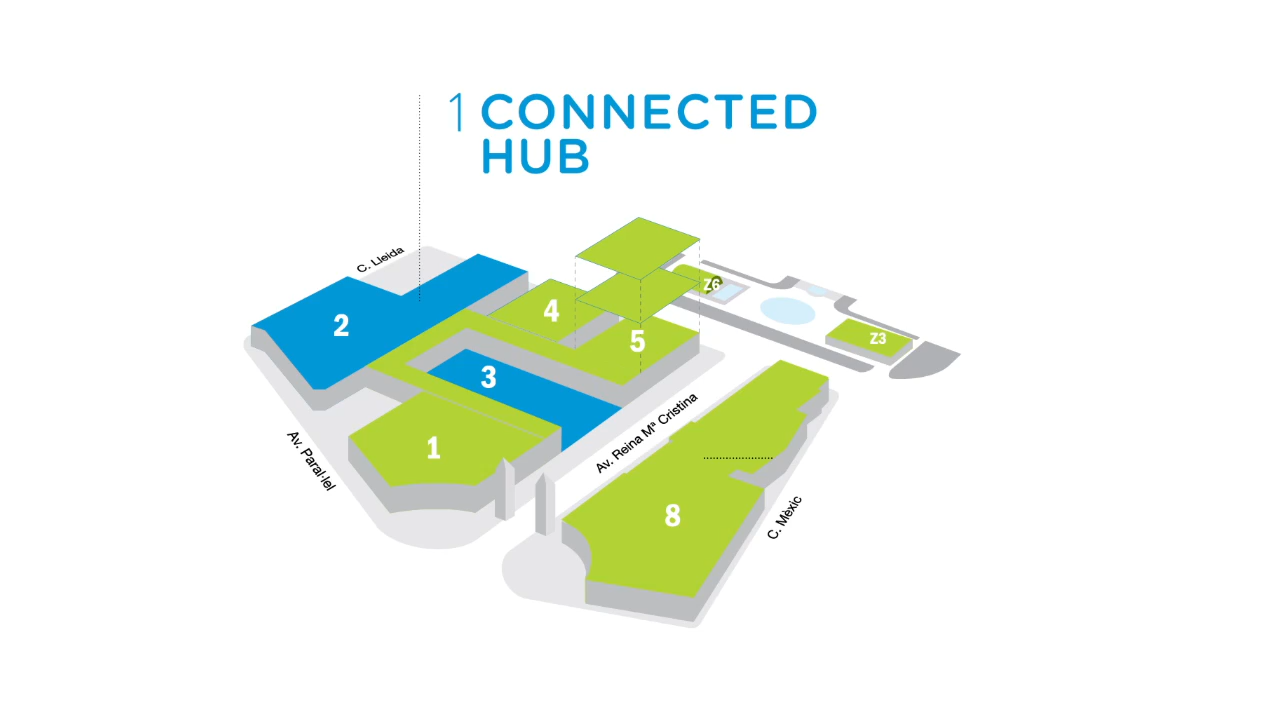 1 CONNECTED
HUB
C. Lleida
2
4
Z6
5
Z3
3
1
Av. Reina Mª Cristina
Av. Paral·lel
8
C. Mèxic